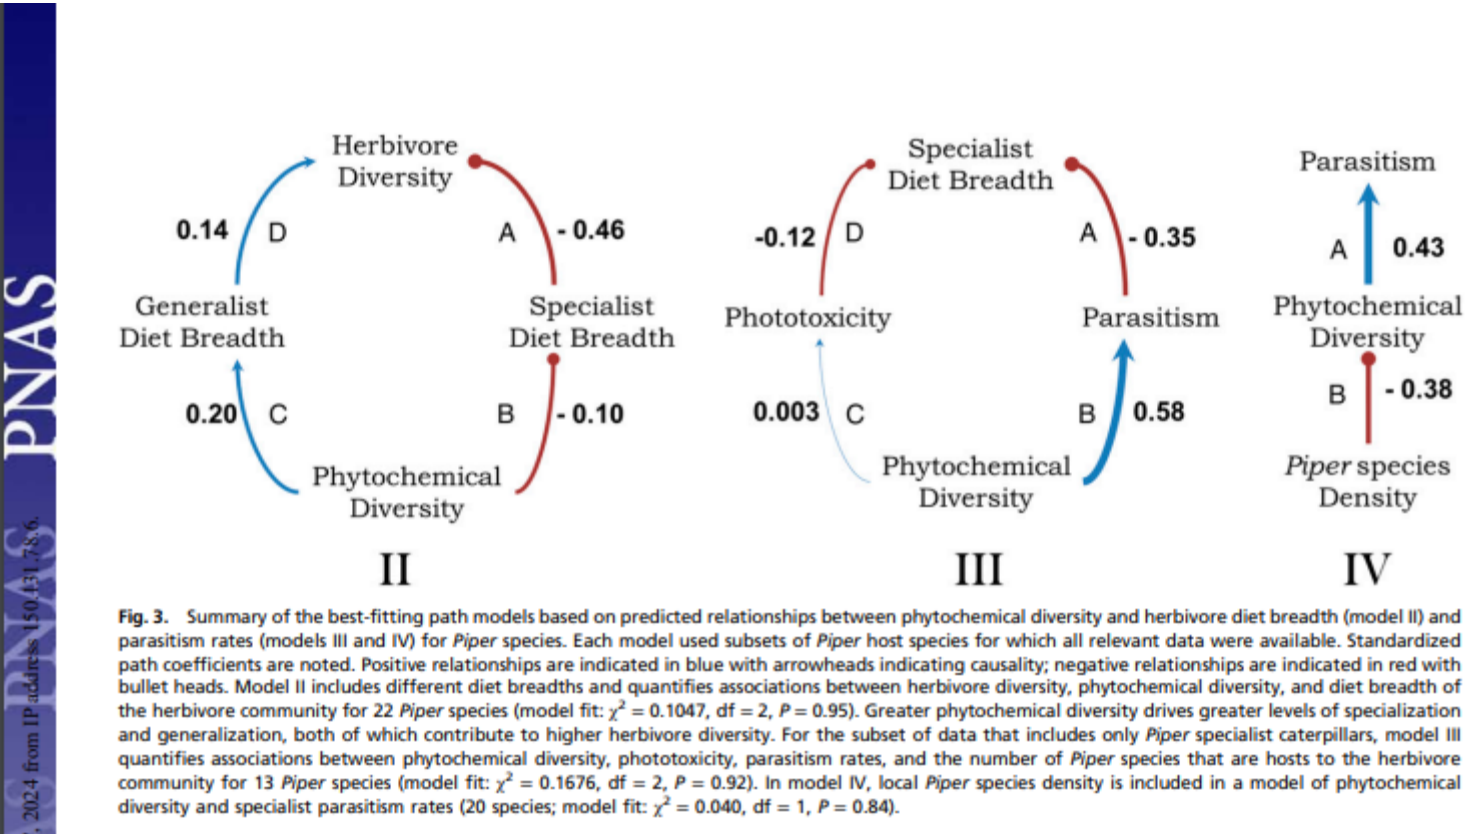 PNAS
, 2024 from IP address 150.131.78.6.
Herbivore
Diversity
0.14
D
A
- 0.46
Generalist
Diet Breadth
Specialist
Diet Breadth
0.20
C
B
- 0.10
Phytochemical
Diversity
II
Specialist
Diet Breadth
-0.12
D
A
- 0.35
Phototoxicity
Parasitism
0.003
C
B
0.58
Phytochemical
Diversity
III
Parasitism
A
0.43
Phytochemical
Diversity
B
- 0.38
Piper species
Density
IV
Fig. 3. Summary of the best-fitting path models based on predicted relationships between phytochemical diversity and herbivore diet breadth (model II) and
parasitism rates (models III and IV) for Piper species. Each model used subsets of Piper host species for which all relevant data were available. Standardized
path coefficients are noted. Positive relationships are indicated in blue with arrowheads indicating causality; negative relationships are indicated in red with
bullet heads. Model II includes different diet breadths and quantifies associations between herbivore diversity, phytochemical diversity, and diet breadth of
the herbivore community for 22 Piper species (model fit: χ² = 0.1047, df = 2, P = 0.95). Greater phytochemical diversity drives greater levels of specialization
and generalization, both of which contribute to higher herbivore diversity. For the subset of data that includes only Piper specialist caterpillars, model III
quantifies associations between phytochemical diversity, phototoxicity, parasitism rates, and the number of Piper species that are hosts to the herbivore
community for 13 Piper species (model fit: χ² = 0.1676, df = 2, P = 0.92). In model IV, local Piper species density is included in a model of phytochemical
diversity and specialist parasitism rates (20 species; model fit: χ² = 0.040, df = 1, P = 0.84).